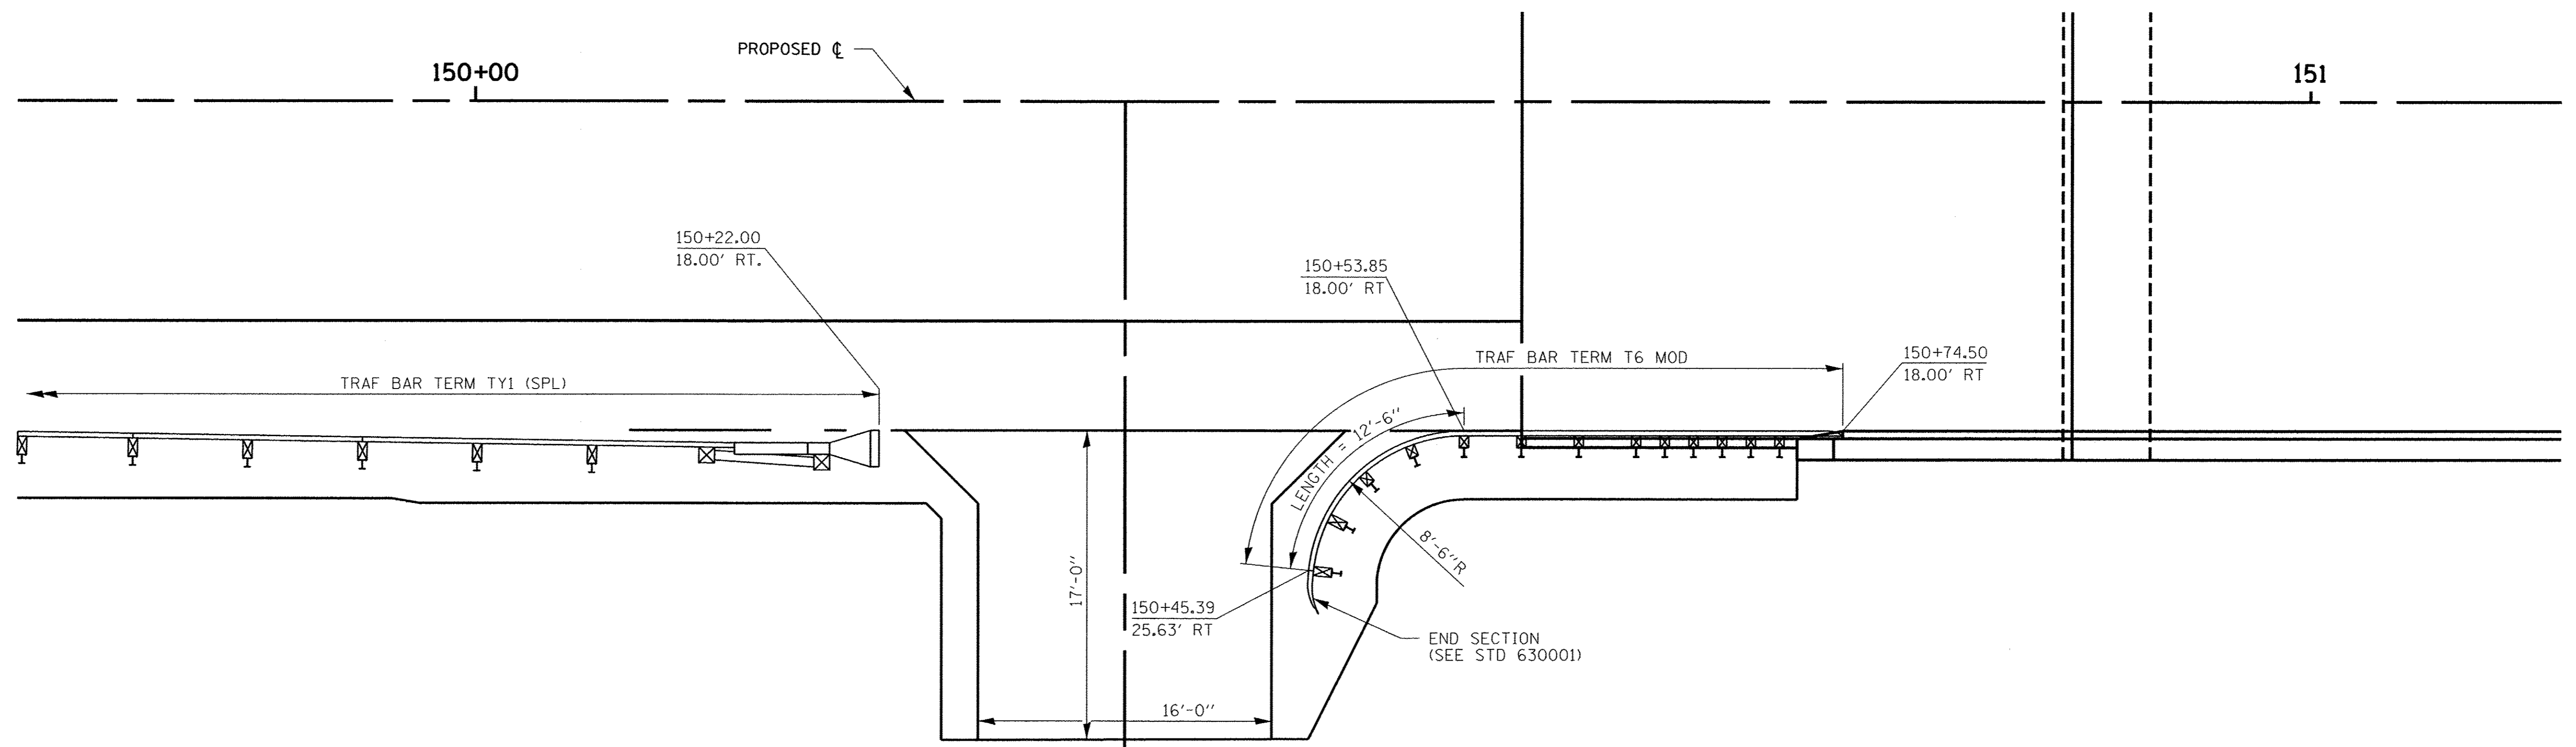 PROPOSED ℄
150+00
151
150+22.00
18.00' RT.
150+53.85
18.00' RT
TRAF BAR TERM T6 MOD
150+74.50
18.00' RT
TRAF BAR TERM TY1 (SPL)
LENGTH = 12'-6"
8'-6"R
17'-0"
150+45.39
25.63' RT
END SECTION
(SEE STD 630001)
16'-0"